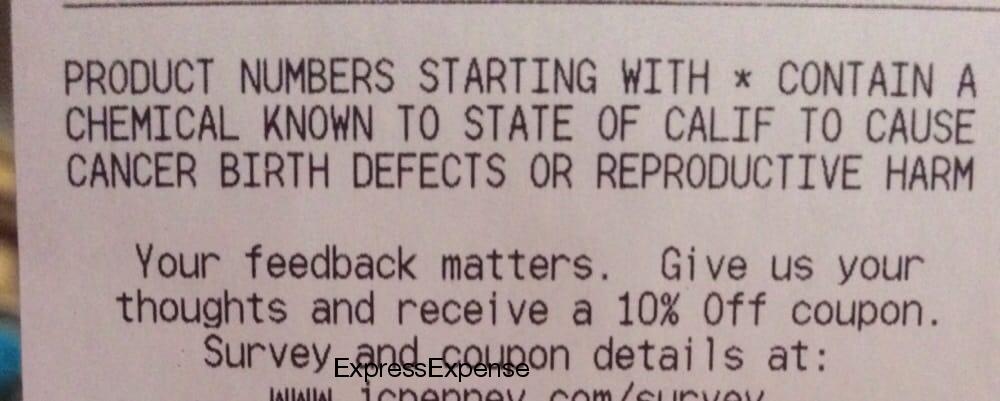 PRODUCT NUMBERS STARTING WITH * CONTAIN A
CHEMICAL KNOWN TO STATE OF CALIF TO CAUSE
CANCER BIRTH DEFECTS OR REPRODUCTIVE HARM
Your feedback matters. Give us your
thoughts and receive a 10% Off coupon.
Survey and coupon details at:
ExpressExpense
www.jcpenney.com/survey